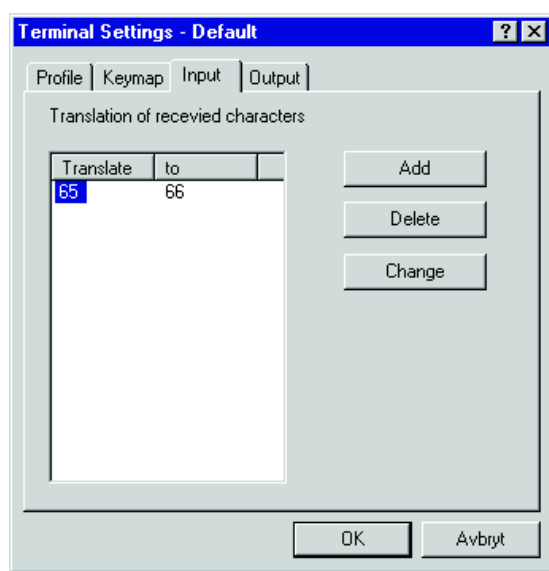 Terminal Settings - Default ? X
Profile Keymap Input Output
Translation of recevied characters
Translate to
65 66
Add
Delete
Change
OK Avbryt